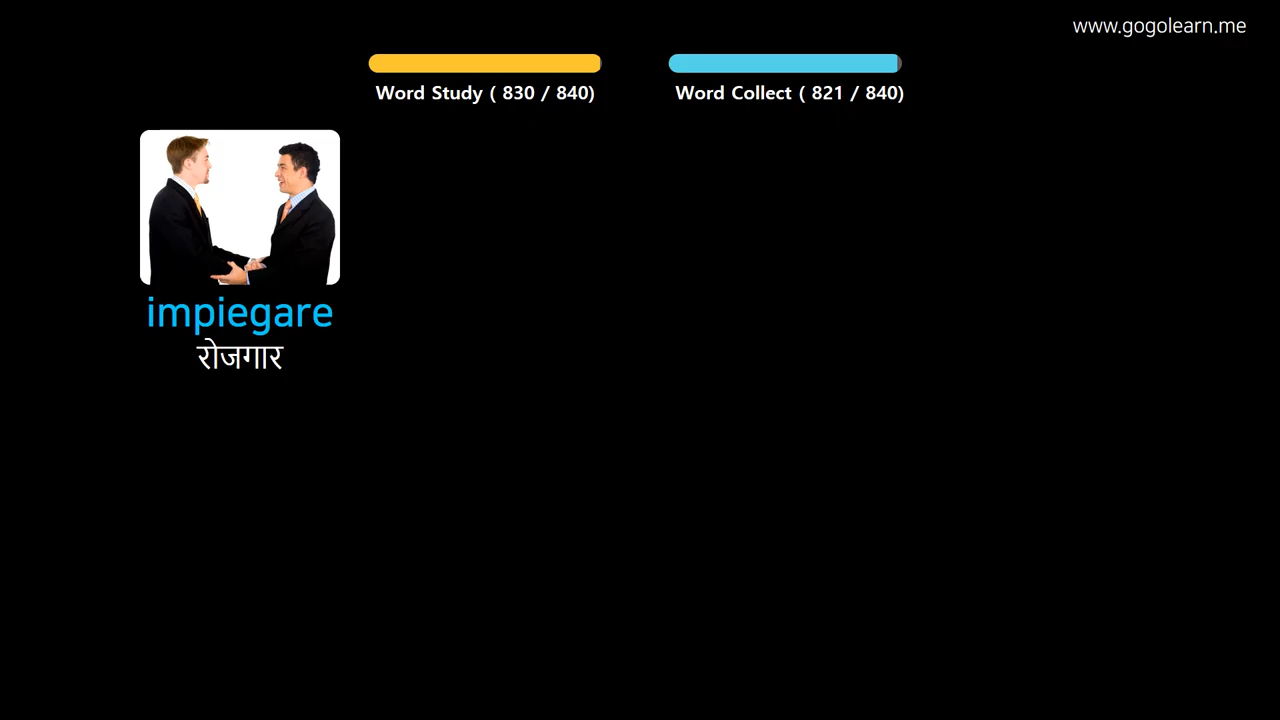 www.gogolearn.me
Word Study ( 830 / 840)
Word Collect ( 821 / 840)
impiegare
रोजगार